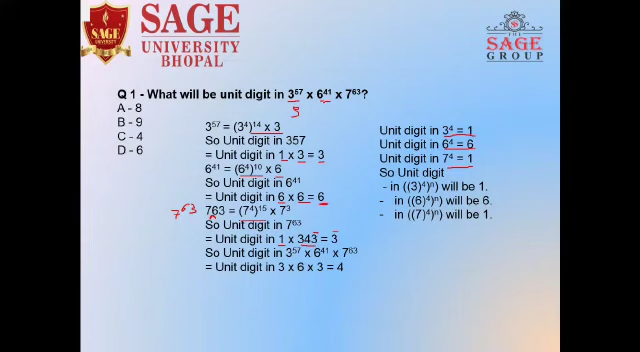 SAGE
UNIVERSITY
BHOPAL
THE
SAGE
GROUP
Q 1 - What will be unit digit in 3⁵⁷ x 6⁴¹ x 7⁶³?
A - 8
B - 9
C - 4
D - 6
3⁵⁷ = (3⁴)¹⁴ x 3
So Unit digit in 357
= Unit digit in 1 x 3 = 3
6⁴¹ = (6⁴)¹⁰ x 6
So Unit digit in 6⁴¹
= Unit digit in 6 x 6 = 6
7⁶³ 763 = (7⁴)¹⁵ x 7³
So Unit digit in 7⁶³
= Unit digit in 1 x 343 = 3
So Unit digit in 3⁵⁷ x 6⁴¹ x 7⁶³
= Unit digit in 3 x 6 x 3 = 4
Unit digit in 3⁴ = 1
Unit digit in 6⁴ = 6
Unit digit in 7⁴ = 1
So Unit digit
- in ((3)⁴)ⁿ) will be 1.
- in ((6)⁴)ⁿ) will be 6.
- in ((7)⁴)ⁿ) will be 1.